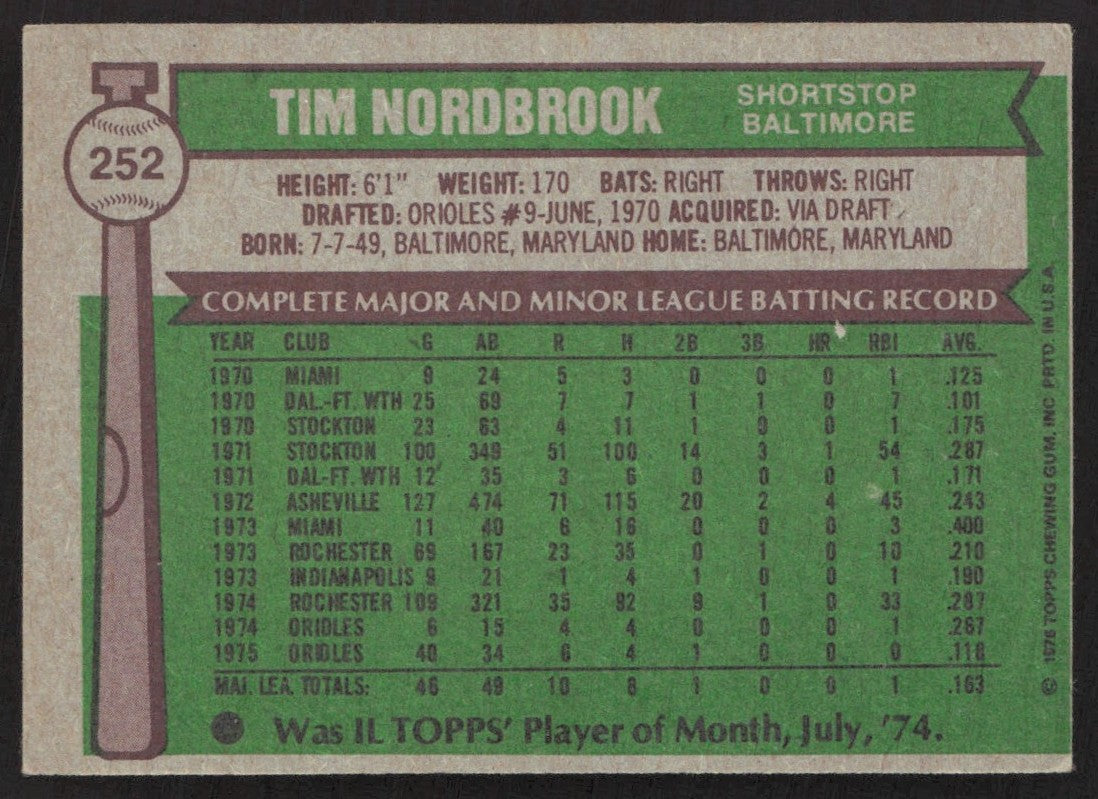 252
TIM NORDBROOK
SHORTSTOP
BALTIMORE
HEIGHT: 6'1" WEIGHT: 170 BATS: RIGHT THROWS: RIGHT
DRAFTED: ORIOLES #9-JUNE, 1970 ACQUIRED: VIA DRAFT
BORN: 7-7-49, BALTIMORE, MARYLAND HOME: BALTIMORE, MARYLAND
COMPLETE MAJOR AND MINOR LEAGUE BATTING RECORD
YEAR CLUB G AB R H 2B 3B HR RBI AVG.
1970 MIAMI 9 24 5 3 0 0 0 1 .125
1970 DAL.-FT. WTH 25 69 7 7 1 1 0 7 .101
1970 STOCKTON 23 63 4 11 1 0 0 1 .175
1971 STOCKTON 100 349 51 100 14 3 1 54 .287
1971 DAL-FT. WTH 12 35 3 6 0 0 0 1 .171
1972 ASHEVILLE 127 474 71 115 20 2 4 45 .243
1973 MIAMI 11 40 6 16 0 0 0 3 .400
1973 ROCHESTER 69 167 23 35 0 1 0 10 .210
1973 INDIANAPOLIS 9 21 1 4 1 0 0 1 .190
1974 ROCHESTER 109 321 35 92 9 1 0 33 .287
1974 ORIOLES 6 15 4 4 0 0 0 1 .267
1975 ORIOLES 40 34 6 4 1 0 0 0 .118
MAJ. LEA. TOTALS: 46 49 10 8 1 0 0 1 .163
Was IL TOPPS' Player of Month, July, '74.
© 1976 TOPPS CHEWING GUM, INC PRTD. IN U.S.A.